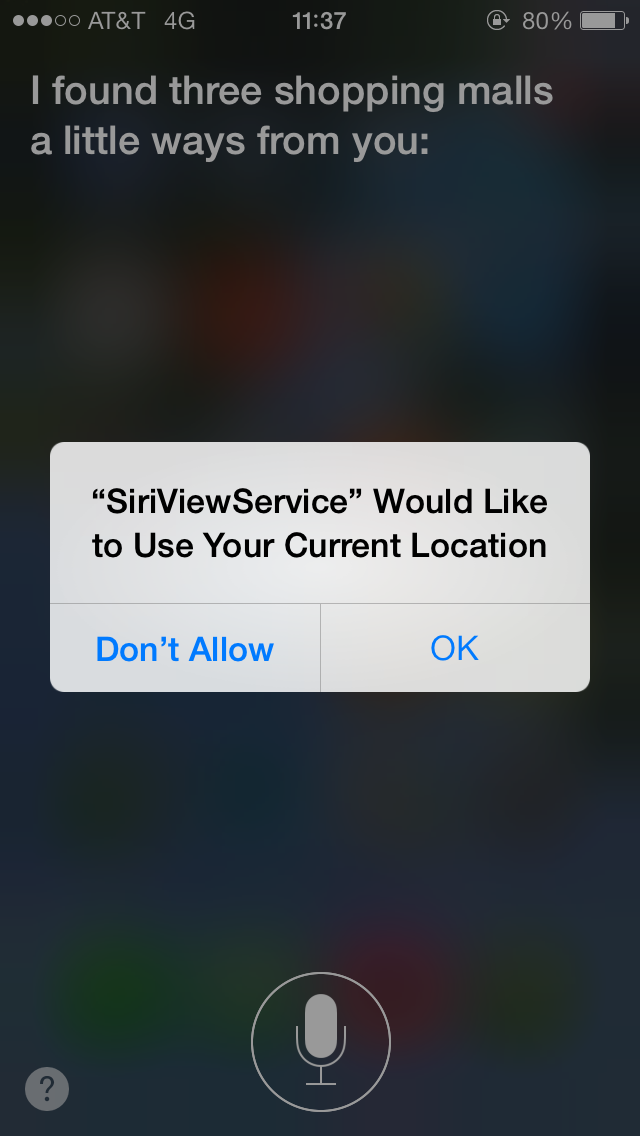 AT&T 4G 11:37 80%
I found three shopping malls
a little ways from you:
“SiriViewService” Would Like
to Use Your Current Location
Don’t Allow OK
?